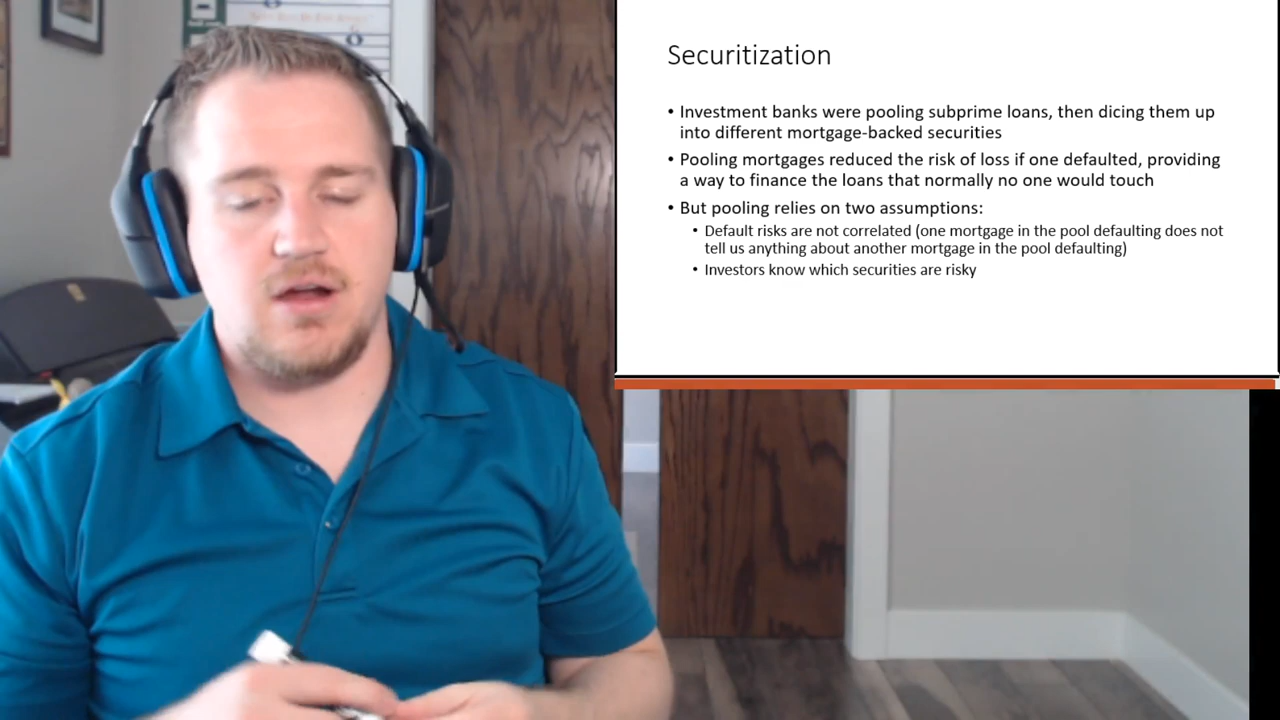 Securitization
• Investment banks were pooling subprime loans, then dicing them up
into different mortgage-backed securities
• Pooling mortgages reduced the risk of loss if one defaulted, providing
a way to finance the loans that normally no one would touch
• But pooling relies on two assumptions:
• Default risks are not correlated (one mortgage in the pool defaulting does not
tell us anything about another mortgage in the pool defaulting)
• Investors know which securities are risky